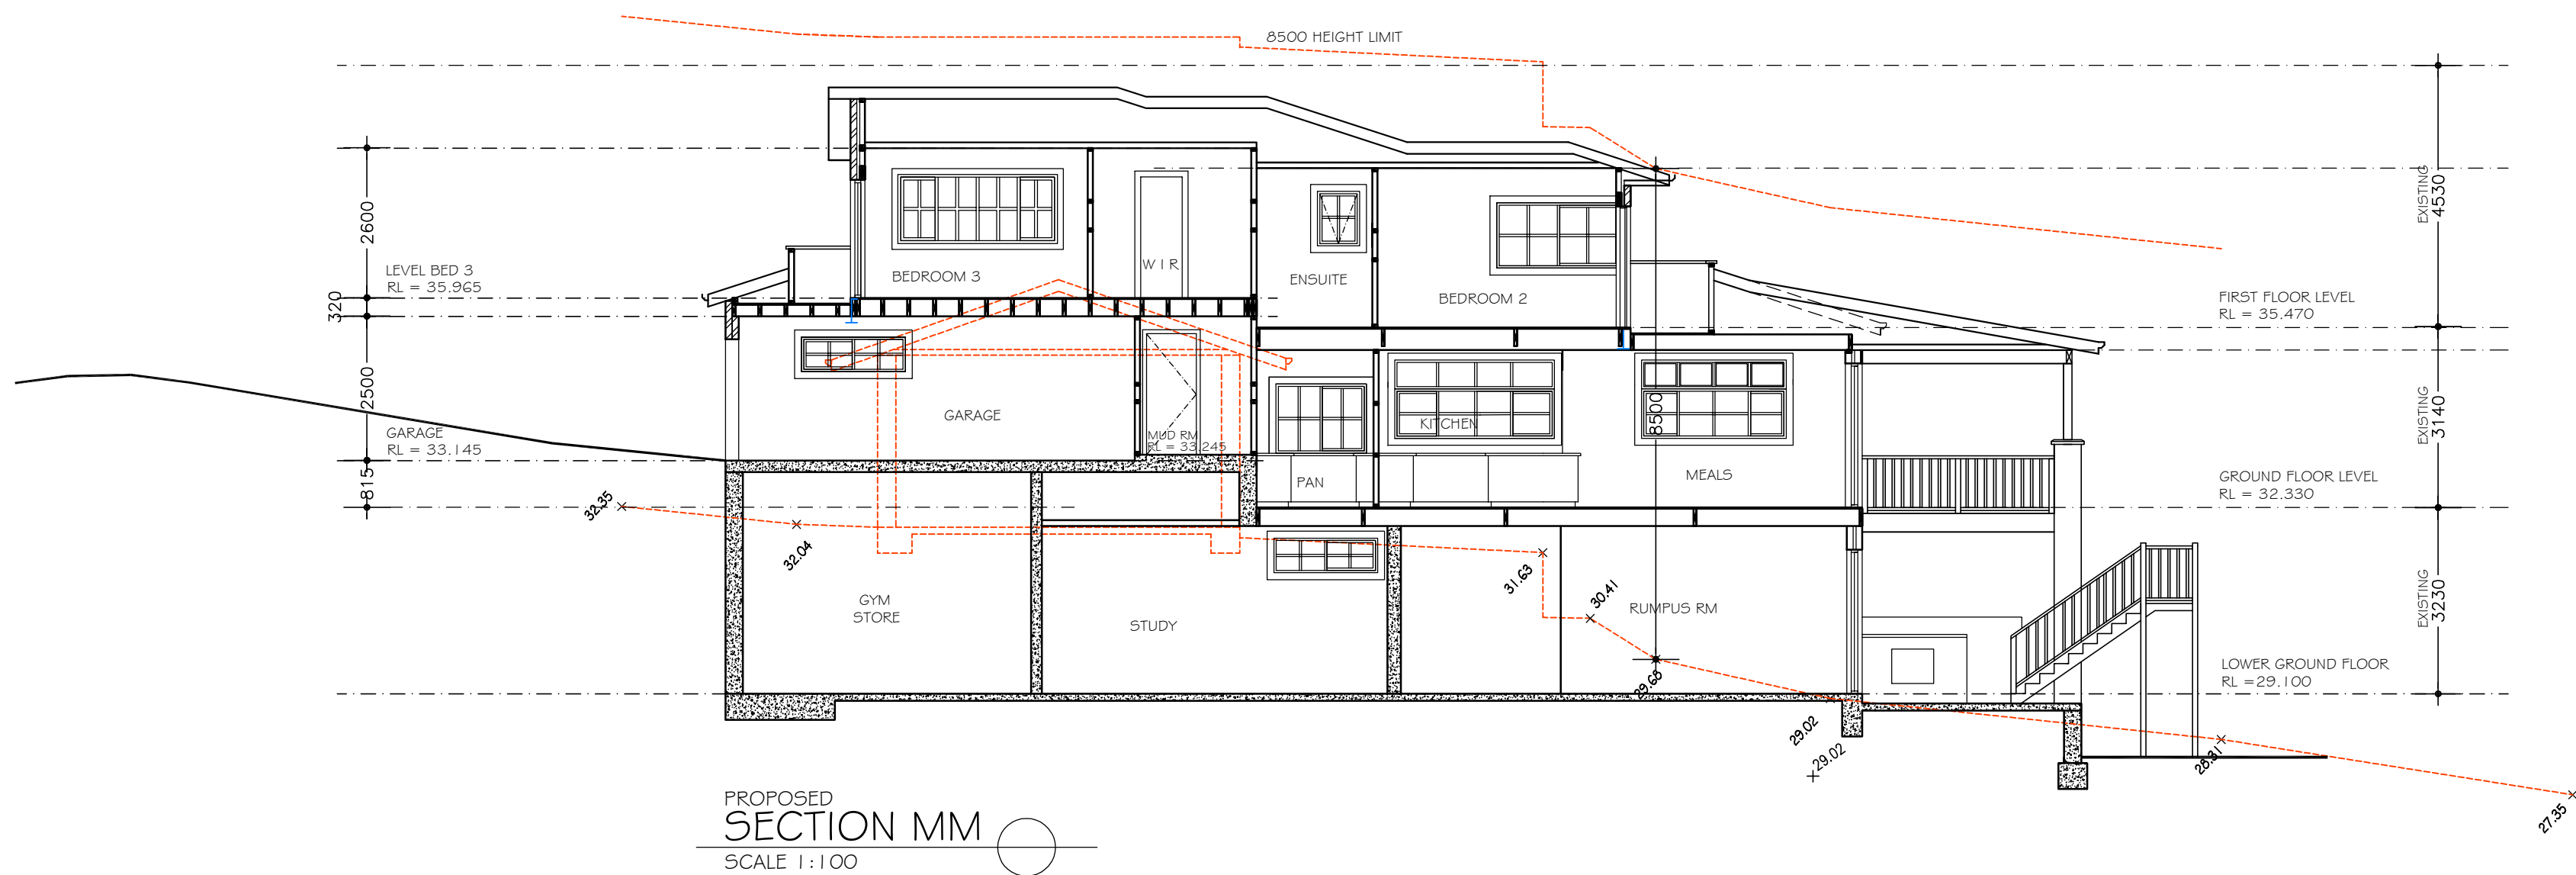 8500 HEIGHT LIMIT
2600
EXISTING
4530
LEVEL BED 3
RL = 35.965
320
BEDROOM 3
W I R
ENSUITE
BEDROOM 2
FIRST FLOOR LEVEL
RL = 35.470
2500
GARAGE
RL = 33.145
GARAGE
MUD RM
RL = 33.245
KITCHEN
8500
EXISTING
3140
815
PAN
MEALS
GROUND FLOOR LEVEL
RL = 32.330
32.35
32.04
31.63
30.41
GYM
STORE
STUDY
RUMPUS RM
EXISTING
3230
29.68
LOWER GROUND FLOOR
RL =29.100
29.02
29.02
28.31
27.35
PROPOSED
SECTION MM
SCALE 1:100